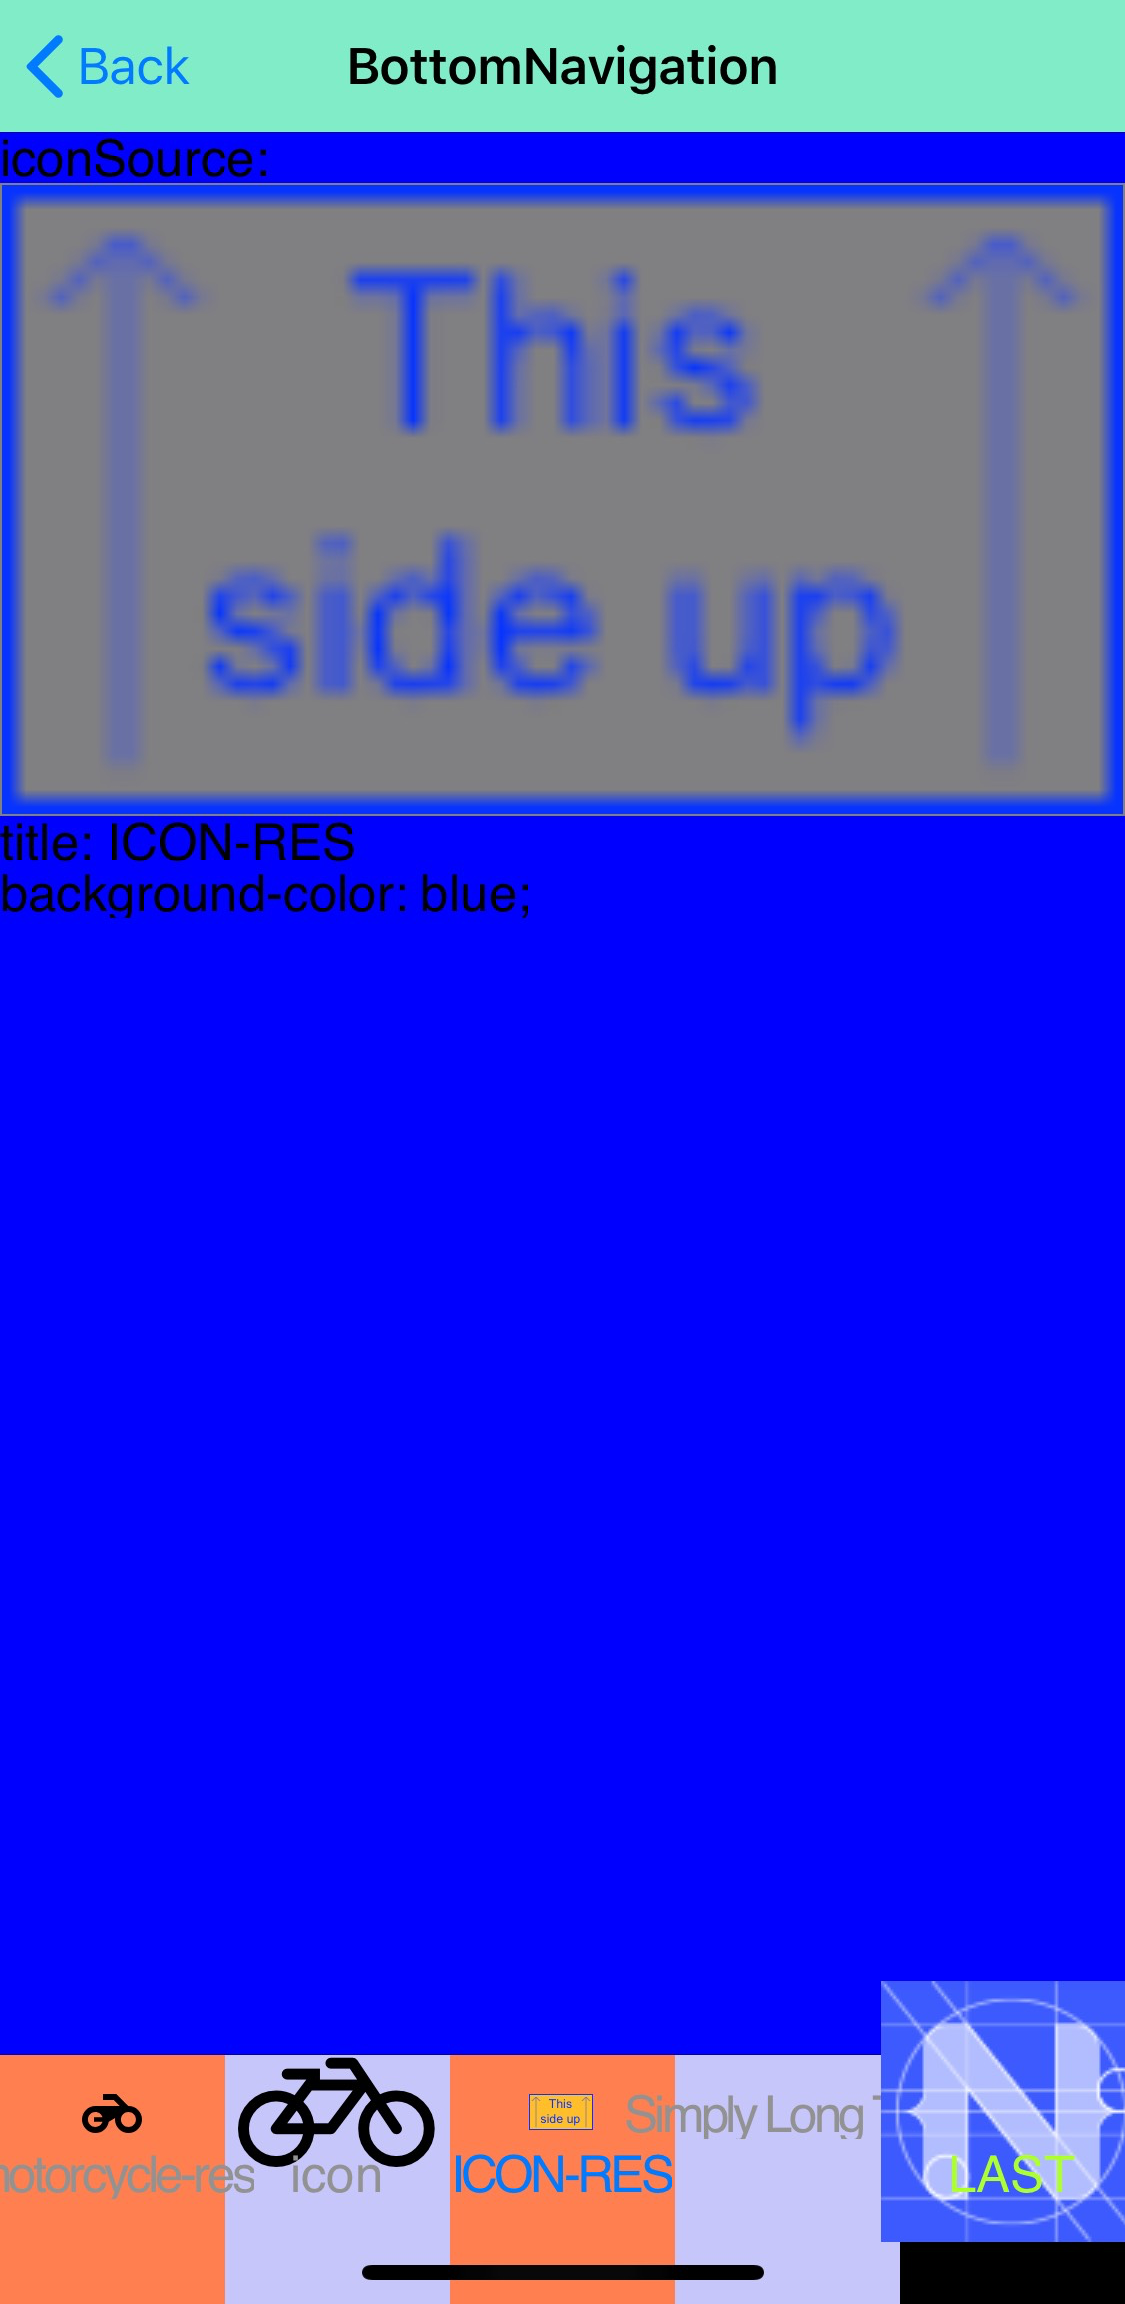 Back
BottomNavigation
iconSource:
This
side up
title: ICON-RES
background-color: blue;
This
side up
Simply Long
otorcycle-res
icon
ICON-RES
LAST